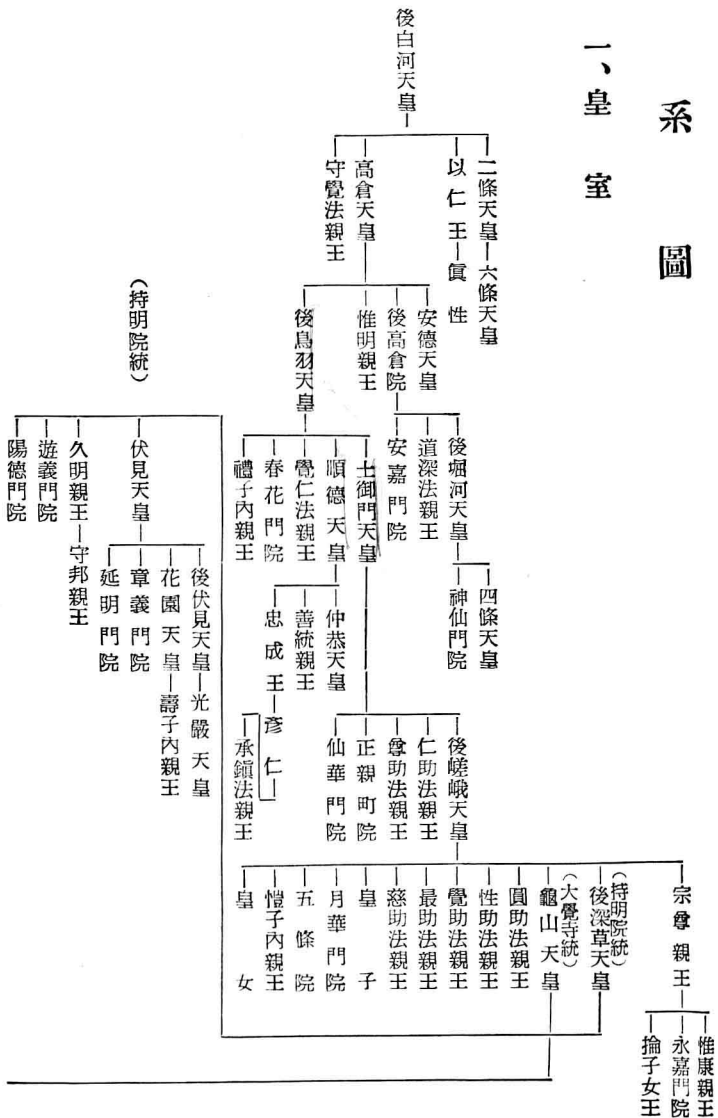 系圖
一、皇室
後白河天皇
二條天皇
六條天皇
以仁王
眞性
高倉天皇
守覺法親王
安德天皇
後高倉院
惟明親王
後鳥羽天皇
後堀河天皇
道深法親王
安嘉門院
四條天皇
神仙門院
土御門天皇
順德天皇
覺仁法親王
春花門院
禮子內親王
仲恭天皇
善統親王
忠成王
彥仁
承鎭法親王
後嵯峨天皇
仁助法親王
尊助法親王
正親町院
仙華門院
宗尊親王
惟康親王
永嘉門院
掄子女王
(持明院統)
後深草天皇
(大覺寺統)
龜山天皇
圓助法親王
性助法親王
覺助法親王
最助法親王
慈助法親王
皇子
月華門院
五條院
愷子內親王
皇女
(持明院統)
伏見天皇
久明親王
守邦親王
遊義門院
陽德門院
後伏見天皇
光嚴天皇
花園天皇
壽子內親王
章義門院
延明門院